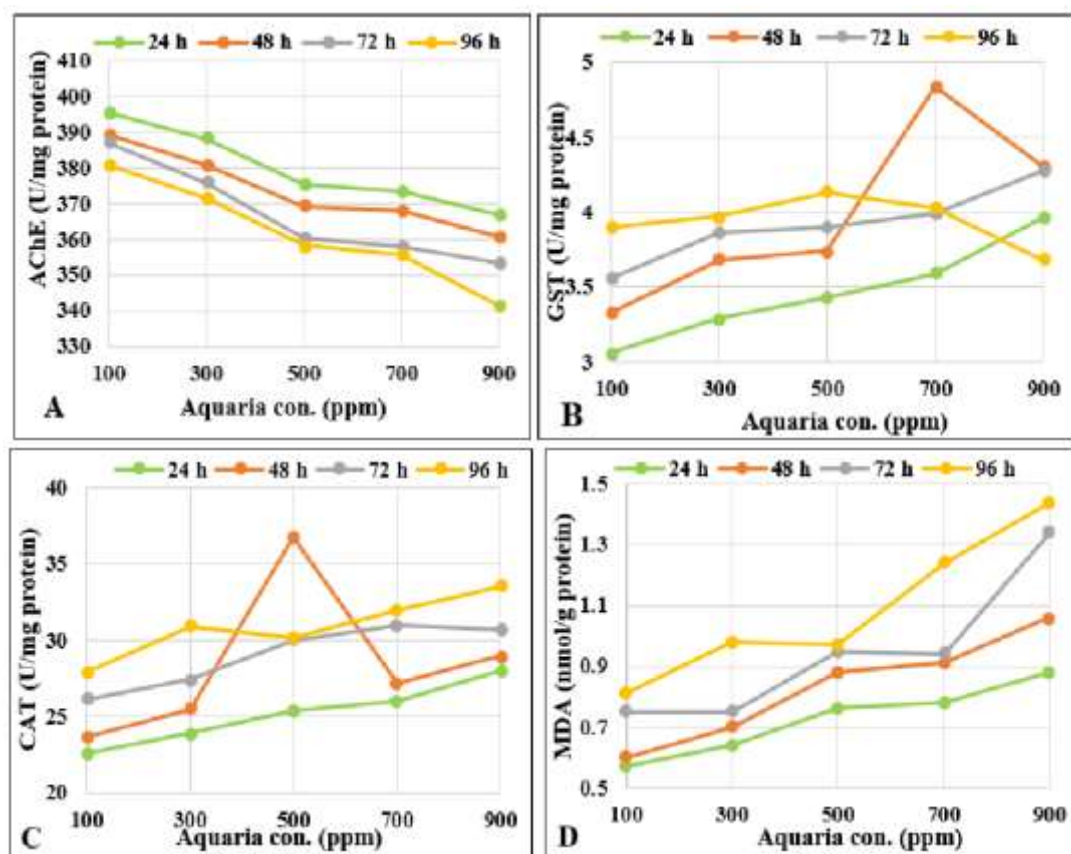 24 h 48 h 72 h 96 h
AChE (U/mg protein)
410
400
390
380
370
360
350
340
330
100 300 500 700 900
A
Aquaria con. (ppm)
24 h 48 h 72 h 96 h
GST (U/mg protein)
5
4.5
4
3.5
3
100 300 500 700 900
B
Aquaria con. (ppm)
24 h 48 h 72 h 96 h
CAT (U/mg protein)
40
35
30
25
20
100 300 500 700 900
C
Aquaria con. (ppm)
24 h 48 h 72 h 96 h
MDA (nmol/g protein)
1.5
1.3
1.1
0.9
0.7
0.5
100 300 500 700 900
D
Aquaria con. (ppm)